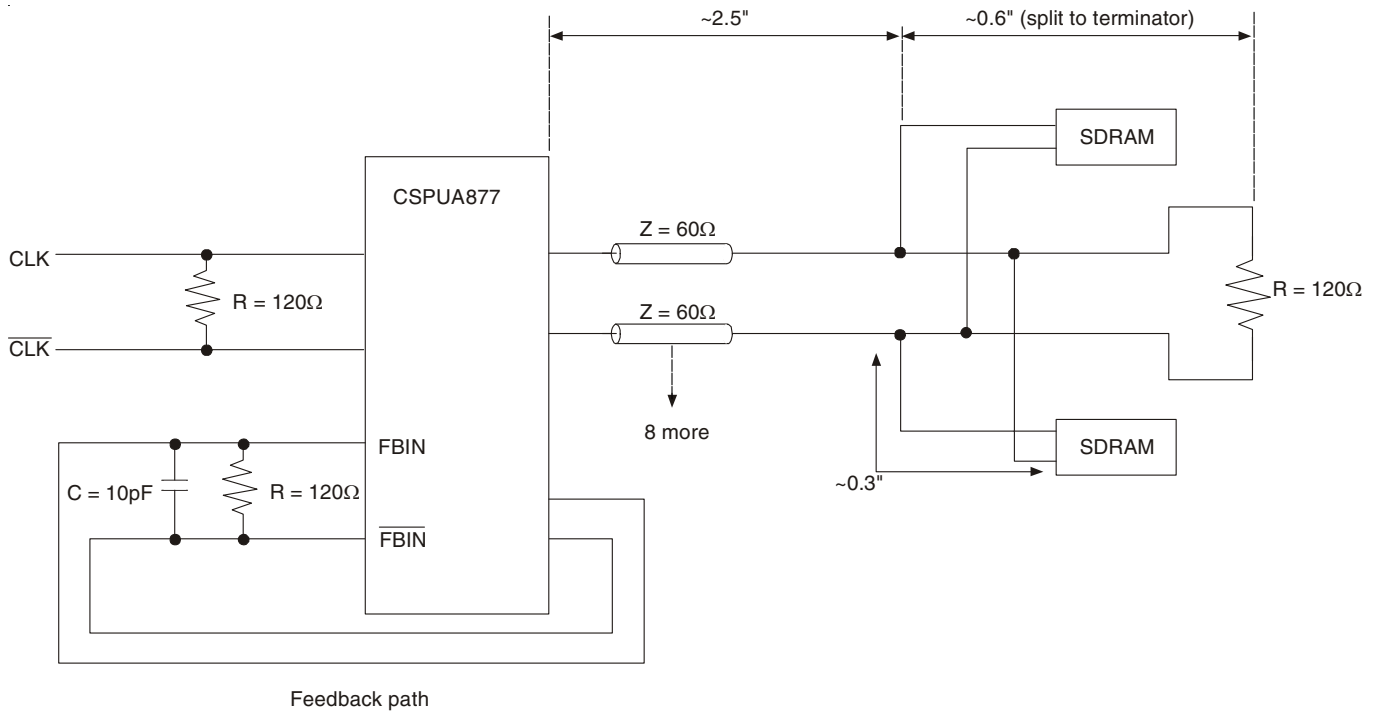 ~2.5"
~0.6" (split to terminator)
SDRAM
CSPUA877
Z = 60Ω
CLK
R = 120Ω
R = 120Ω
Z = 60Ω
CLK
8 more
FBIN
SDRAM
~0.3"
C = 10pF
R = 120Ω
FBIN
Feedback path